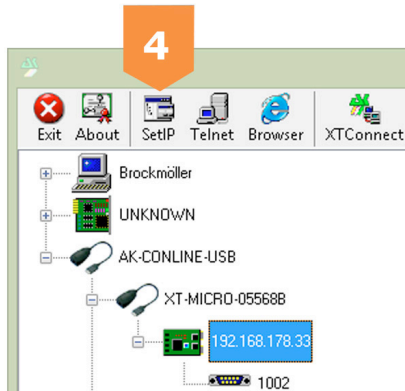 4
Exit About SetIP Telnet Browser XTConnect
Brockmöller
UNKNOWN
AK-CONLINE-USB
XT-MICRO-05568B
192.168.178.33
1002